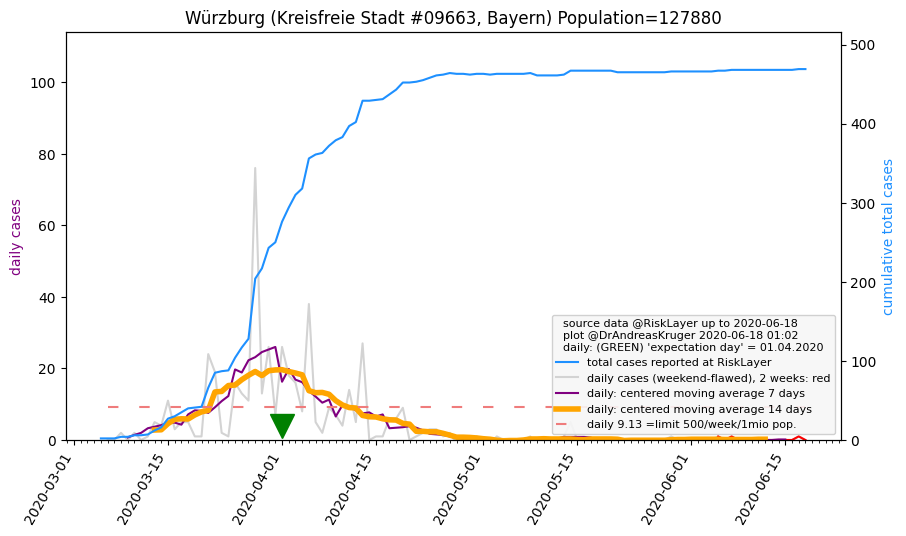 Würzburg (Kreisfreie Stadt #09663, Bayern) Population=127880
daily cases
100
80
60
40
20
0
500
400
300
200
100
0
cumulative total cases
source data @RiskLayer up to 2020-06-18
plot @DrAndreasKruger 2020-06-18 01:02
daily: (GREEN) 'expectation day' = 01.04.2020
total cases reported at RiskLayer
daily cases (weekend-flawed), 2 weeks: red
daily: centered moving average 7 days
daily: centered moving average 14 days
daily 9.13 =limit 500/week/1mio pop.
2020-03-01
2020-03-15
2020-04-01
2020-04-15
2020-05-01
2020-05-15
2020-06-01
2020-06-15